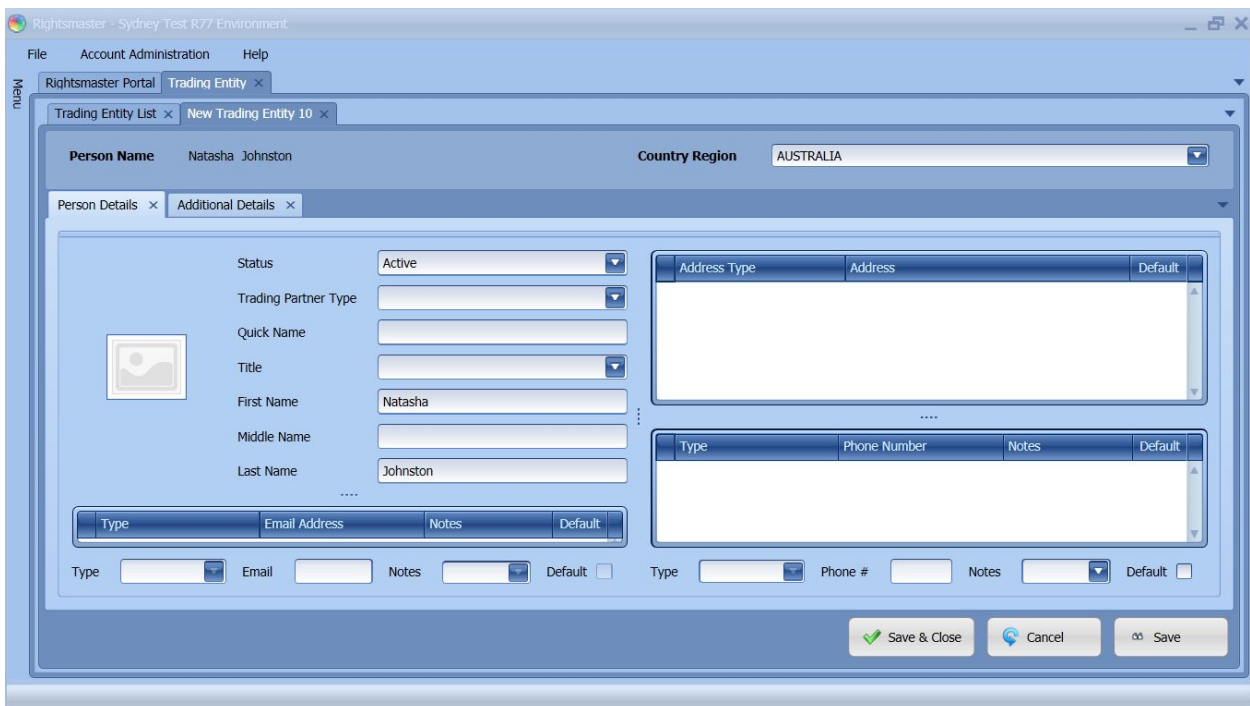 Rightsmaster - Sydney Test R77 Environment
File Account Administration Help
Menu
Rightsmaster Portal Trading Entity
Trading Entity List New Trading Entity 10
Person Name Natasha Johnston Country Region AUSTRALIA
Person Details Additional Details
Status Active
Trading Partner Type
Quick Name
Title
First Name Natasha
Middle Name
Last Name Johnston
Type Email Address Notes Default
Type Email Notes Default
Address Type Address Default
Type Phone Number Notes Default
Type Phone # Notes Default
Save & Close Cancel Save